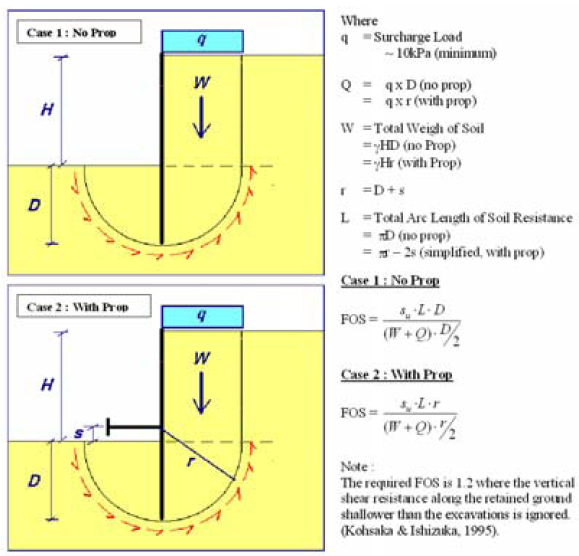 Case 1 : No Prop
q
W
H
D
Case 2 : With Prop
q
W
H
s
r
D
Where
q = Surcharge Load
~ 10kPa (minimum)
Q = q x D (no prop)
= q x r (with prop)
W = Total Weigh of Soil
= γHD (no Prop)
= γHr (with Prop)
r = D + s
L = Total Arc Length of Soil Resistance
= πD (no prop)
= πr – 2s (simplified, with prop)
Case 1 : No Prop
FOS = s_u·L·D / (W + Q)·D/2
Case 2 : With Prop
FOS = s_u·L·r / (W + Q)·r/2
Note :
The required FOS is 1.2 where the vertical
shear resistance along the retained ground
shallower than the excavations is ignored.
(Kohsaka & Ishizuka, 1995).